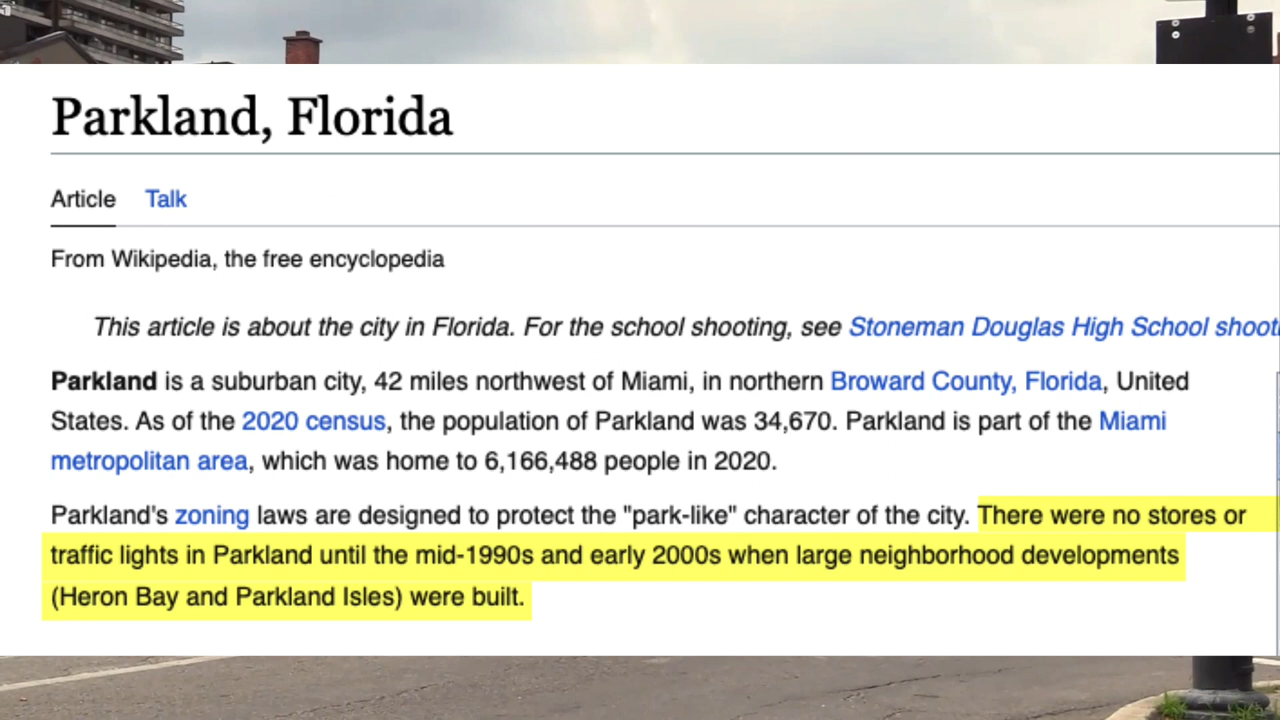 Parkland, Florida
Article Talk
From Wikipedia, the free encyclopedia
This article is about the city in Florida. For the school shooting, see Stoneman Douglas High School shoot
Parkland is a suburban city, 42 miles northwest of Miami, in northern Broward County, Florida, United
States. As of the 2020 census, the population of Parkland was 34,670. Parkland is part of the Miami
metropolitan area, which was home to 6,166,488 people in 2020.
Parkland's zoning laws are designed to protect the "park-like" character of the city. There were no stores or
traffic lights in Parkland until the mid-1990s and early 2000s when large neighborhood developments
(Heron Bay and Parkland Isles) were built.